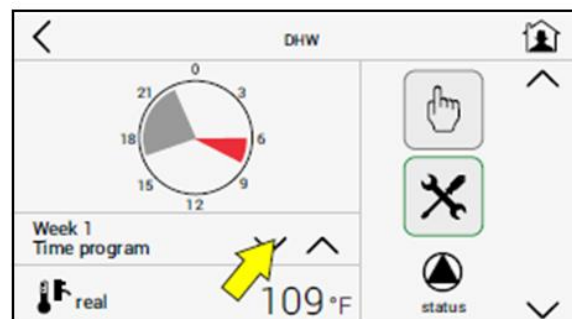 DHW
0
21
3
18
6
15
9
12
Week 1
Time program
real
109 °F
status